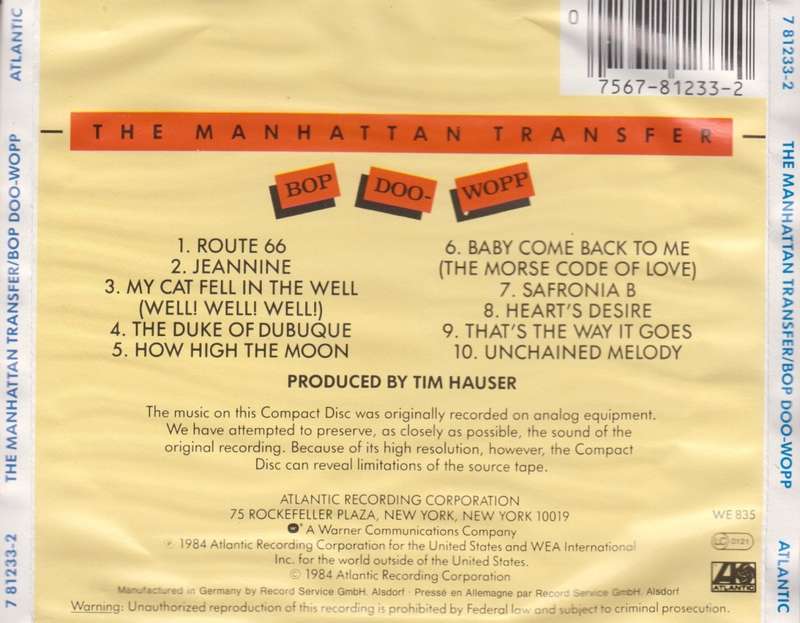 0
7567-81233-2
THE MANHATTAN TRANSFER
BOP DOO-WOPP
1. ROUTE 66
2. JEANNINE
3. MY CAT FELL IN THE WELL
(WELL! WELL! WELL!)
4. THE DUKE OF DUBUQUE
5. HOW HIGH THE MOON
6. BABY COME BACK TO ME
(THE MORSE CODE OF LOVE)
7. SAFRONIA B
8. HEART'S DESIRE
9. THAT'S THE WAY IT GOES
10. UNCHAINED MELODY
PRODUCED BY TIM HAUSER
The music on this Compact Disc was originally recorded on analog equipment.
We have attempted to preserve, as closely as possible, the sound of the
original recording. Because of its high resolution, however, the Compact
Disc can reveal limitations of the source tape.
ATLANTIC RECORDING CORPORATION
75 ROCKEFELLER PLAZA, NEW YORK, NEW YORK 10019
A Warner Communications Company
℗ 1984 Atlantic Recording Corporation for the United States and WEA International
Inc. for the world outside of the United States.
© 1984 Atlantic Recording Corporation
WE 835
LC 0121
ATLANTIC
Manufactured in Germany by Record Service GmbH. Alsdorf · Pressé en Allemagne par Record Service GmbH. Alsdorf
Warning: Unauthorized reproduction of this recording is prohibited by Federal law and subject to criminal prosecution.
7 81233-2 THE MANHATTAN TRANSFER/BOP DOO-WOPP ATLANTIC
7 81233-2 THE MANHATTAN TRANSFER/BOP DOO-WOPP ATLANTIC